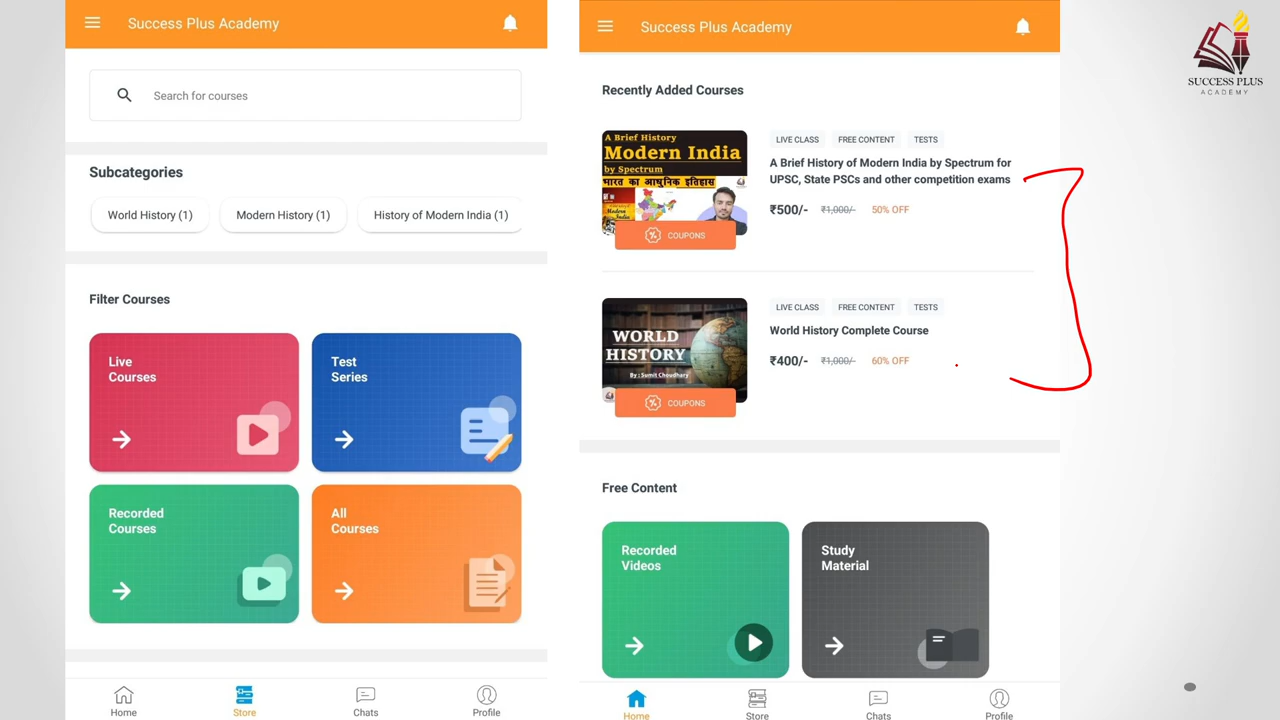 Success Plus Academy
Search for courses
Subcategories
World History (1)
Modern History (1)
History of Modern India (1)
Filter Courses
Live
Courses
Test
Series
Recorded
Courses
All
Courses
Home
Store
Chats
Profile
Success Plus Academy
Recently Added Courses
A Brief History
Modern India
by Spectrum
भारत का आधुनिक इतिहास
COUPONS
LIVE CLASS
FREE CONTENT
TESTS
A Brief History of Modern India by Spectrum for
UPSC, State PSCs and other competition exams
₹500/- ₹1,000/- 50% OFF
WORLD
HISTORY
By : Sumit Choudhary
COUPONS
LIVE CLASS
FREE CONTENT
TESTS
World History Complete Course
₹400/- ₹1,000/- 60% OFF
Free Content
Recorded
Videos
Study
Material
Home
Store
Chats
Profile
SUCCESS PLUS
ACADEMY